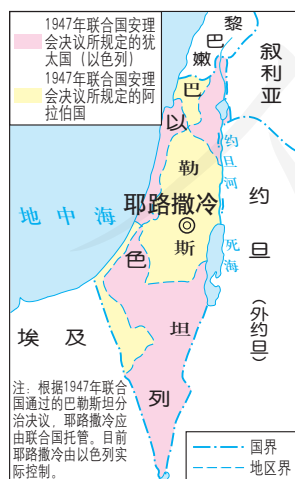 1947年联合国安理
会决议所规定的犹
太国（以色列）
1947年联合国安理
会决议所规定的阿
拉伯国
黎巴嫩
叙利亚
巴勒斯坦
以色列
约旦河
地中海
耶路撒冷
死海
约旦
（外约旦）
埃及
注：根据1947年联合
国通过的巴勒斯坦分
治决议，耶路撒冷应
由联合国托管。目前
耶路撒冷由以色列实
际控制。
国界
地区界